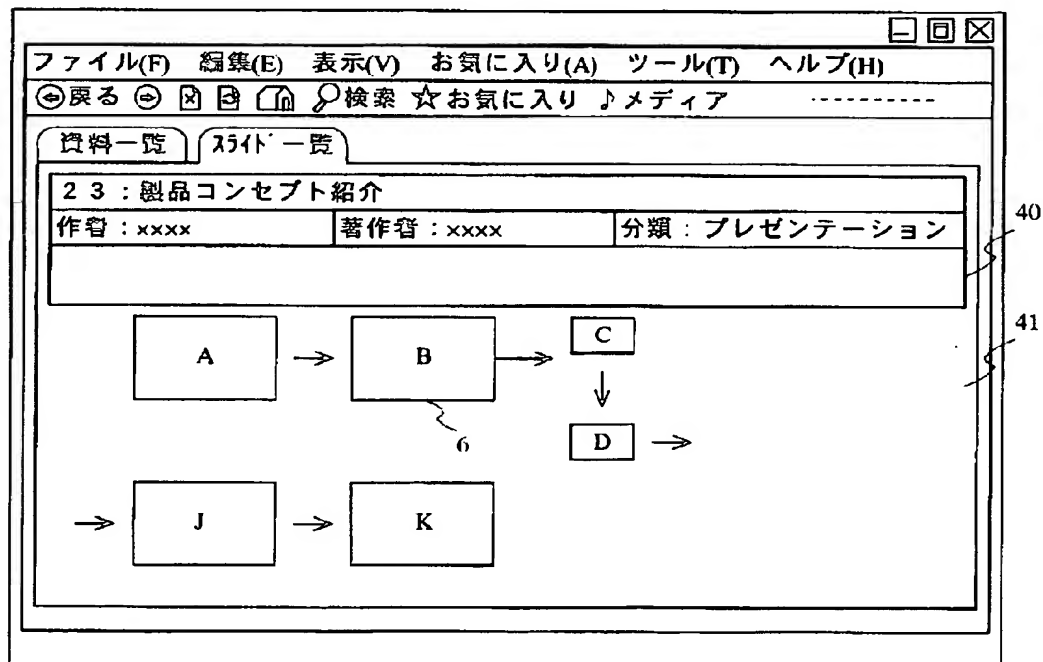 ファイル(F) 編集(E) 表示(V) お気に入り(A) ツール(T) ヘルプ(H)
戻る 検索 ☆お気に入り ♪メディア ----------
資料一覧 スライド一覧
23:製品コンセプト紹介
作者:xxxx 著作者:xxxx 分類:プレゼンテーション
40
41
A → B → C
↓
6
D →
→ J → K